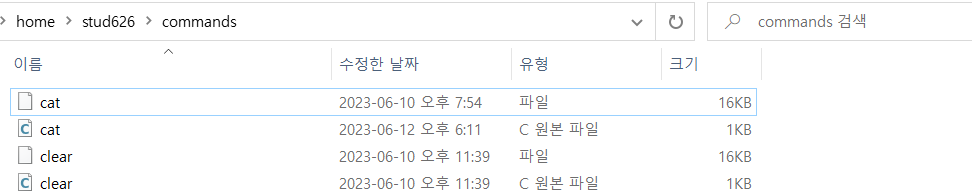 home > stud626 > commands commands 검색
이름 수정한 날짜 유형 크기
cat 2023-06-10 오후 7:54 파일 16KB
cat 2023-06-12 오후 6:11 C 원본 파일 1KB
clear 2023-06-10 오후 11:39 파일 16KB
clear 2023-06-10 오후 11:39 C 원본 파일 1KB